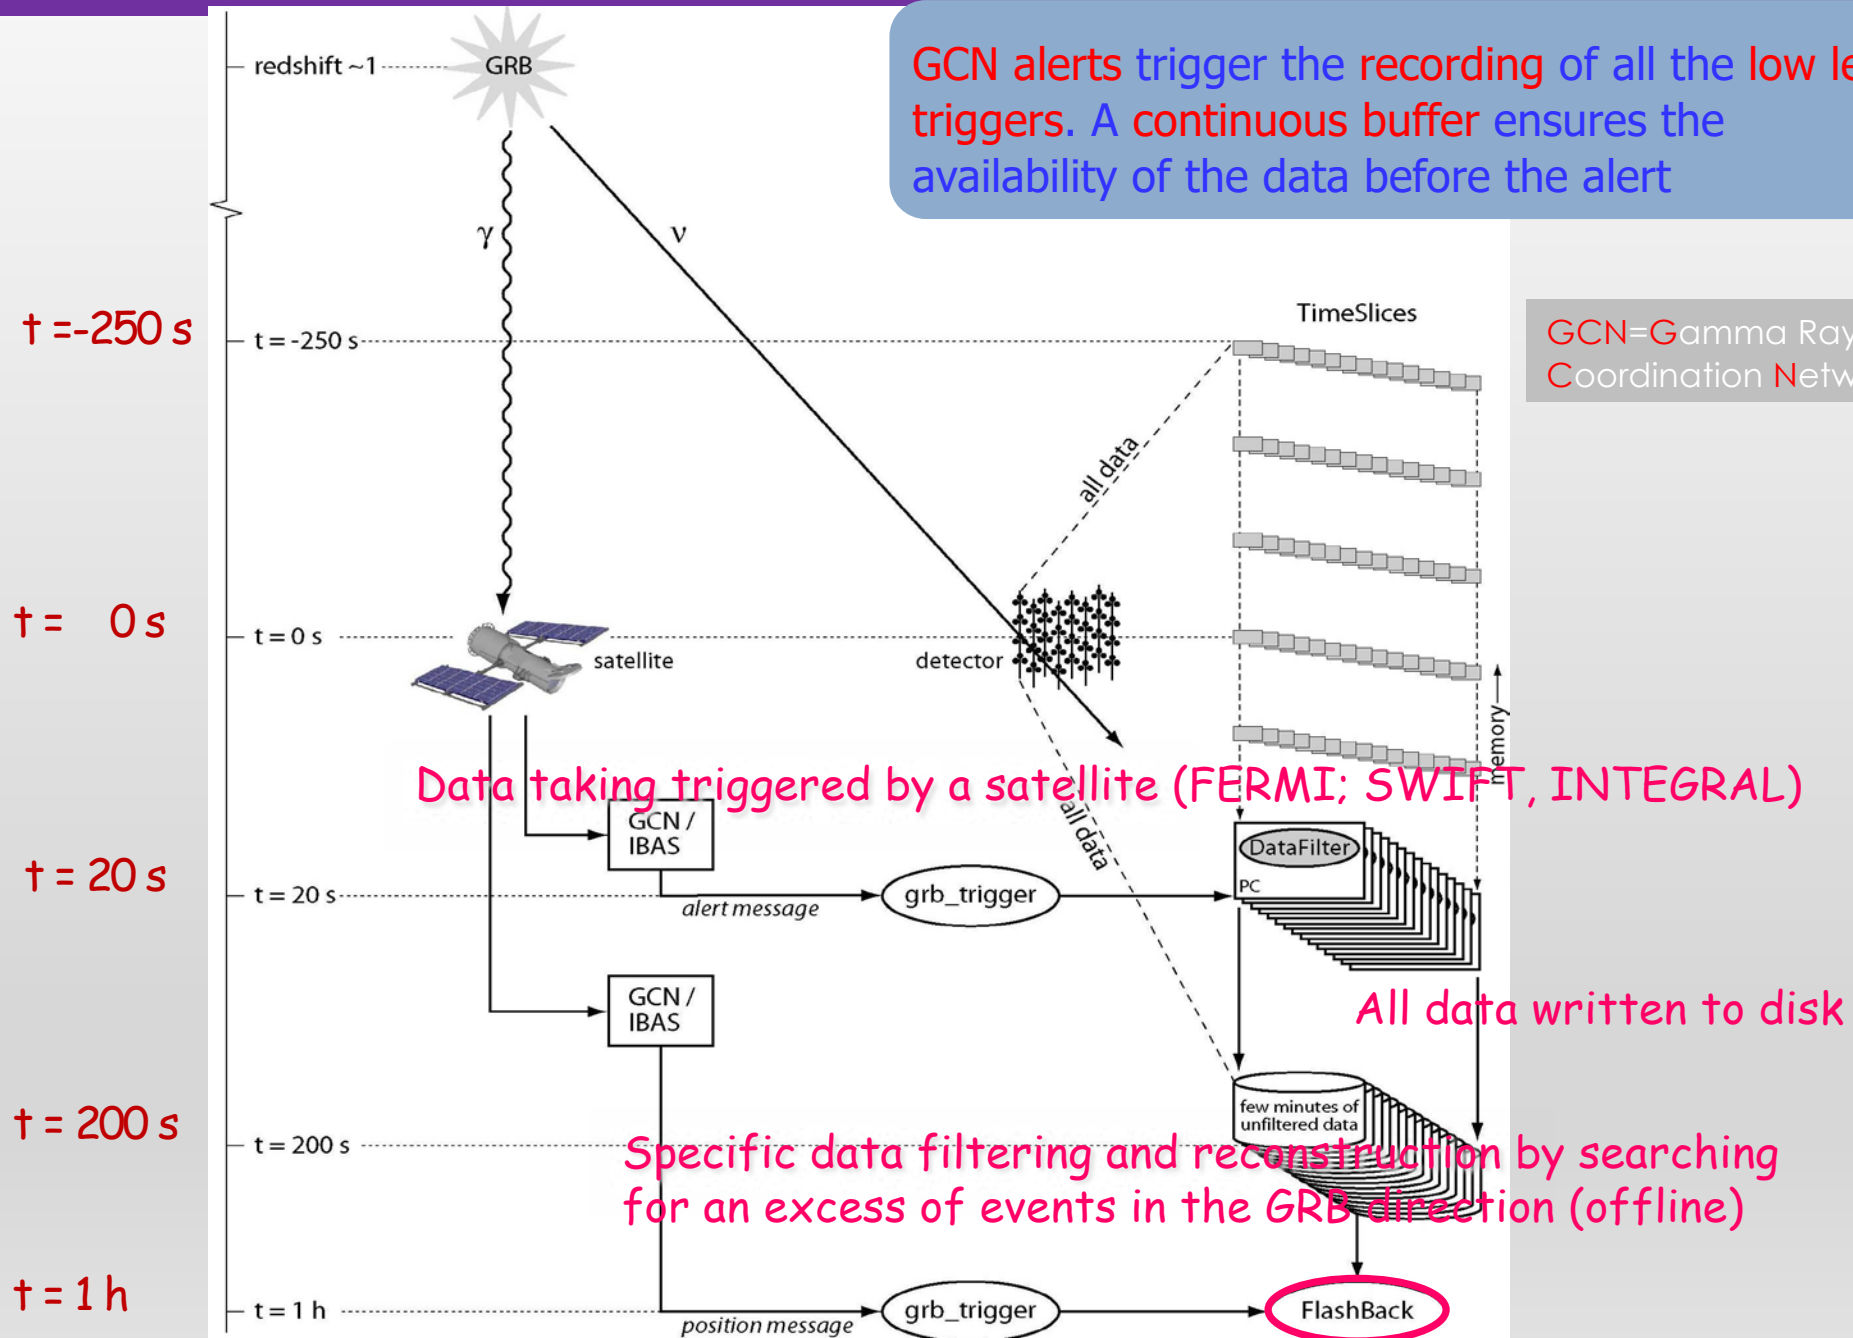 GCN alerts trigger the recording of all the low le
triggers. A continuous buffer ensures the
availability of the data before the alert
redshift ~1
GRB
γ
ν
TimeSlices
GCN=Gamma Ray
Coordination Netw
t =-250 s
t = -250 s
all data
t = 0 s
t = 0 s
satellite
detector
memory
Data taking triggered by a satellite (FERMI; SWIFT, INTEGRAL)
GCN /
IBAS
all data
DataFilter
PC
t = 20 s
t = 20 s
alert message
grb_trigger
GCN /
IBAS
All data written to disk
few minutes of
unfiltered data
t = 200 s
t = 200 s
Specific data filtering and reconstruction by searching
for an excess of events in the GRB direction (offline)
t = 1 h
t = 1 h
position message
grb_trigger
FlashBack